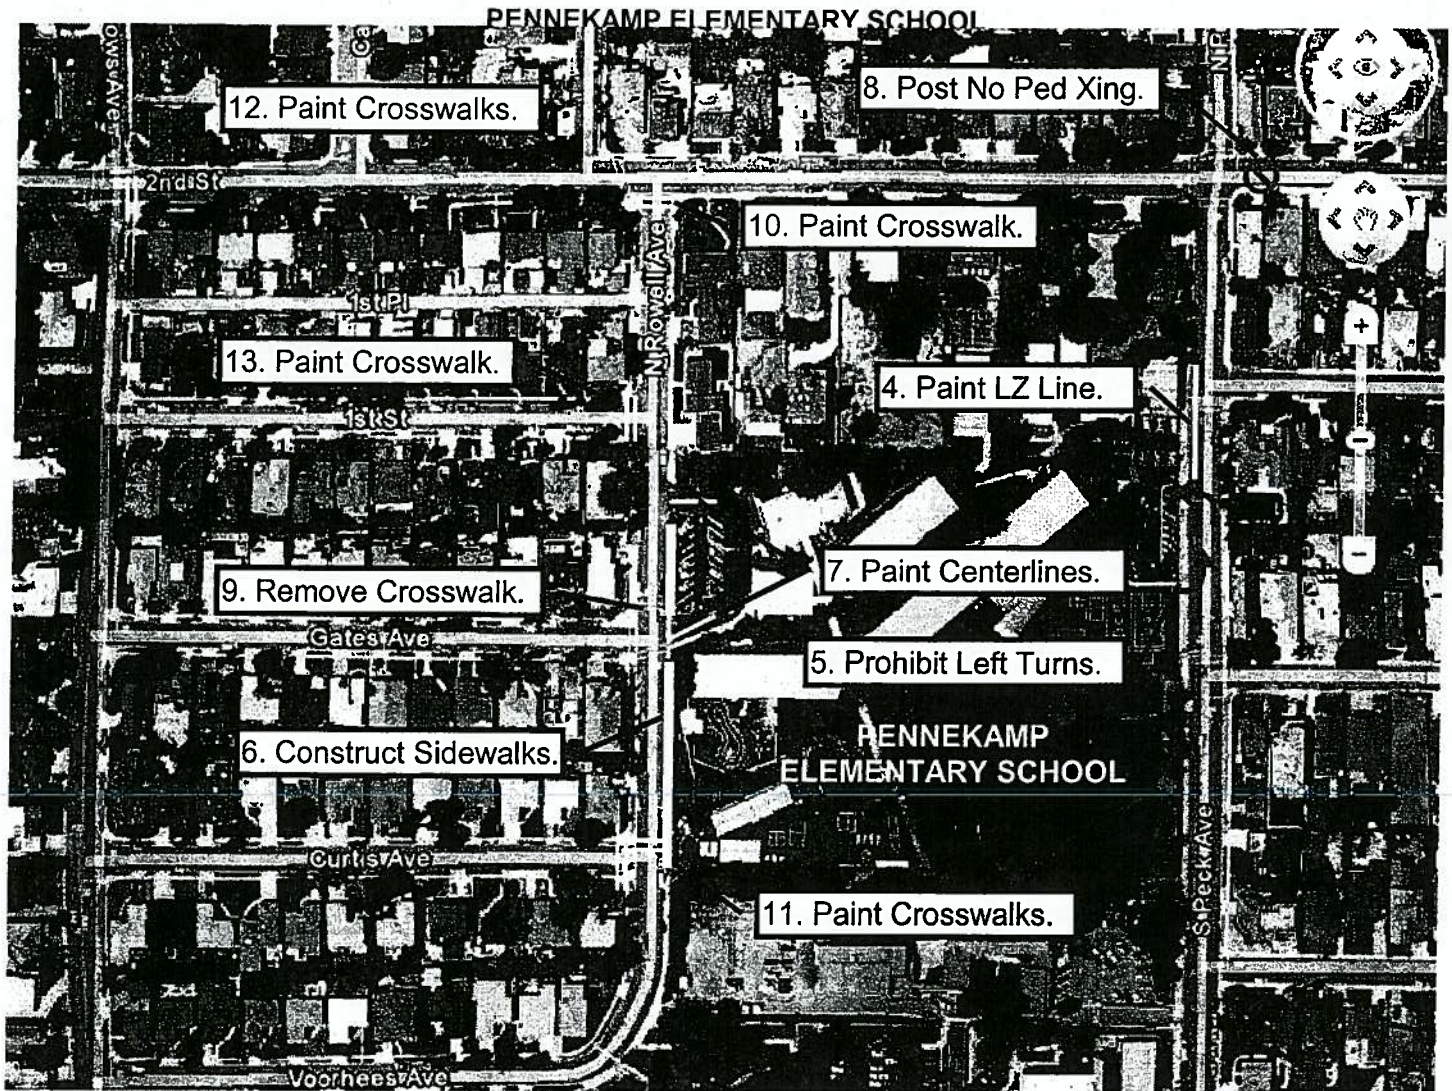 PENNEKAMP ELEMENTARY SCHOOL
12. Paint Crosswalks.
8. Post No Ped Xing.
2nd St
10. Paint Crosswalk.
N Rowell Ave
1st Pl
13. Paint Crosswalk.
4. Paint LZ Line.
1st St
7. Paint Centerlines.
9. Remove Crosswalk.
Gates Ave
5. Prohibit Left Turns.
6. Construct Sidewalks.
PENNEKAMP
ELEMENTARY SCHOOL
Curtis Ave
S Peck Ave
11. Paint Crosswalks.
Voorhees Ave